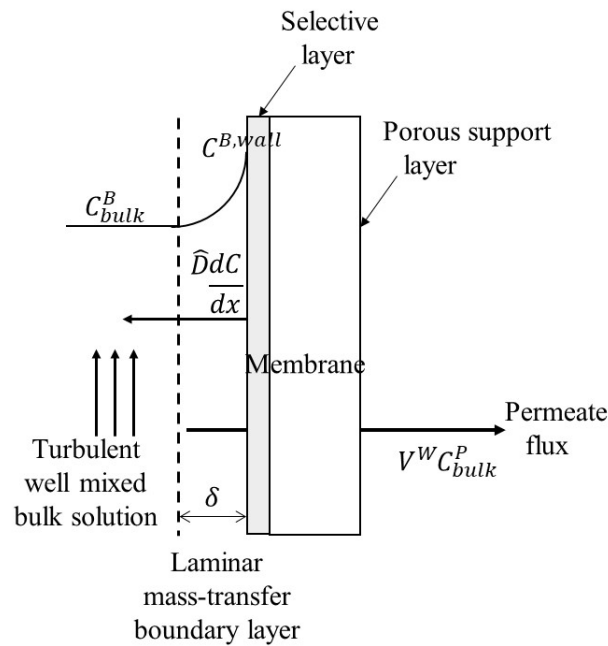 Selective
layer
C^{B,wall}
Porous support
layer
C^B_{bulk}
D̂dC
dx
Membrane
Permeate
flux
V^W C^P_{bulk}
Turbulent
well mixed
bulk solution
δ
Laminar
mass-transfer
boundary layer